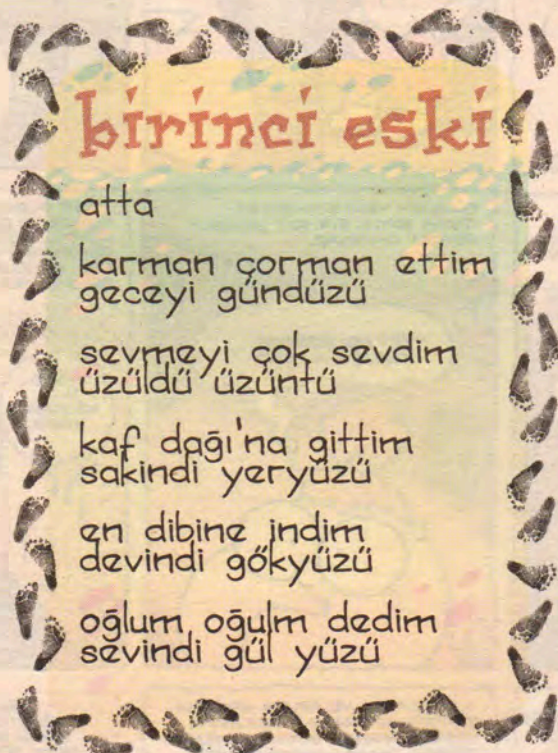 birinci eski
atta
karman çorman ettim
geceyi gündüzü
sevmeyi çok sevdim
üzüldü üzüntü
kaf dağı'na gittim
sakindi yeryüzü
en dibine indim
devindi gökyüzü
oğlum oğulm dedim
sevindi gül yüzü